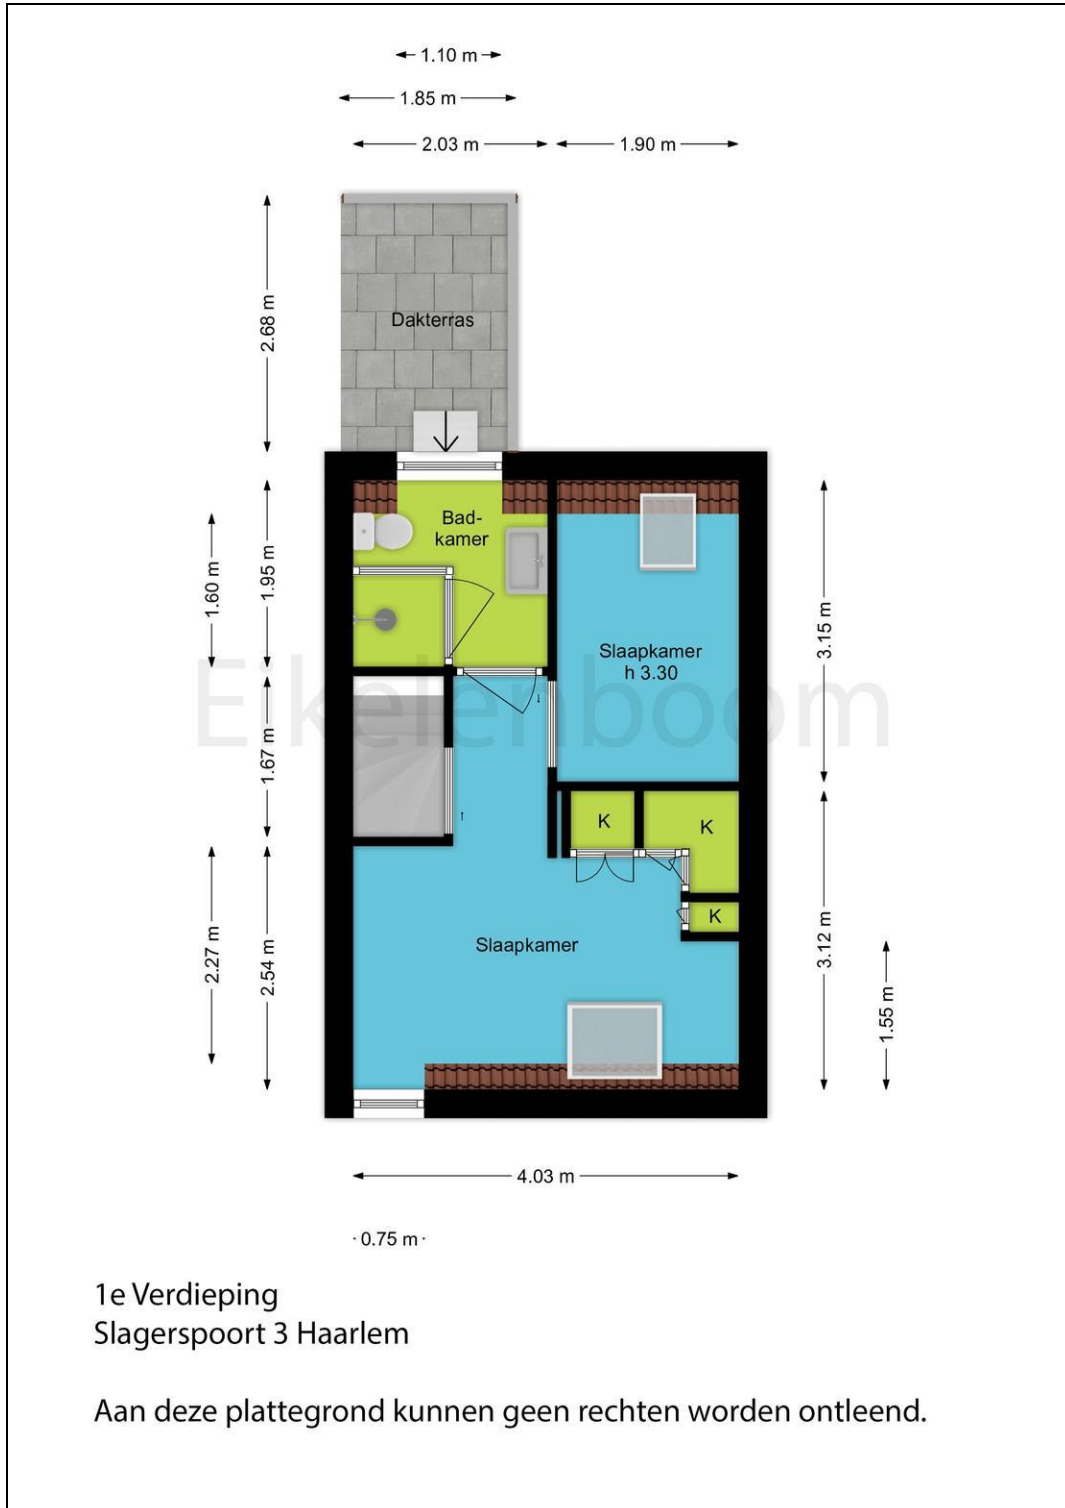 1.10 m
1.85 m
2.03 m
1.90 m
2.68 m
Dakterras
Bad-
kamer
1.60 m
1.95 m
Slaapkamer
h 3.30
3.15 m
Eikelenboom
1.67 m
K
K
K
Slaapkamer
2.27 m
2.54 m
3.12 m
1.55 m
4.03 m
0.75 m
1e Verdieping
Slagerspoort 3 Haarlem
Aan deze plattegrond kunnen geen rechten worden ontleend.